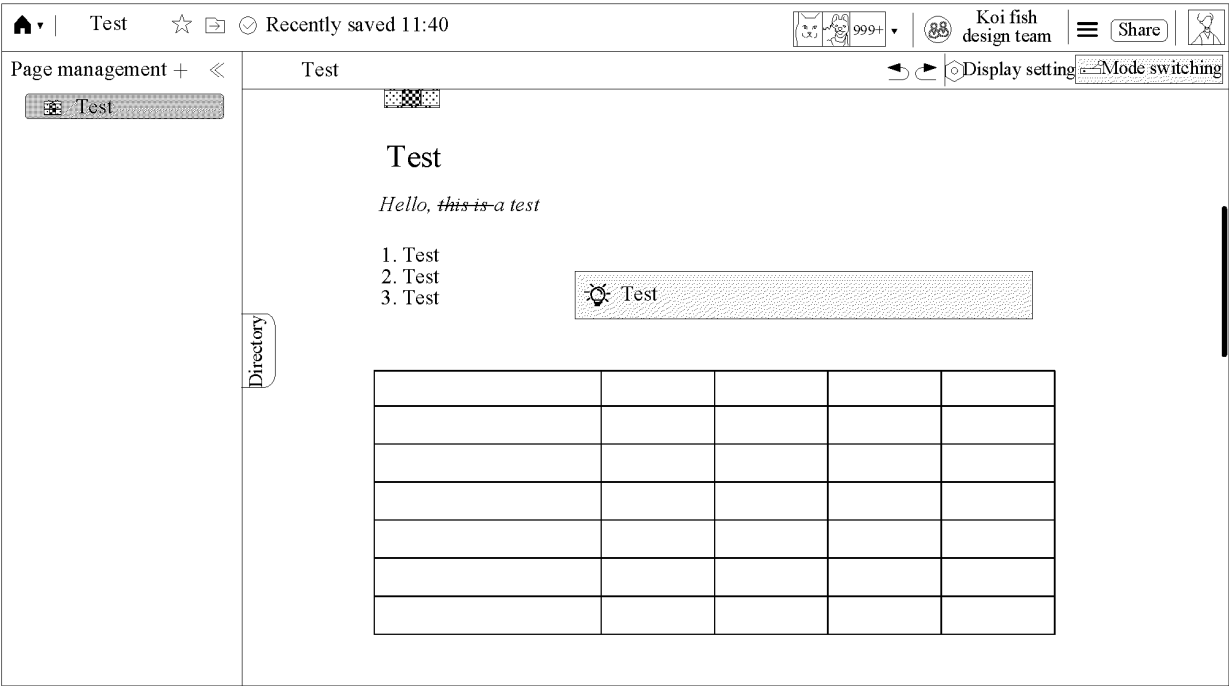 Test
Recently saved 11:40
999+
Koi fish
design team
Share
Page management +
Test
Display setting
Mode switching
Test
Test
Hello, this is a test
1. Test
2. Test
3. Test
Test
Directory